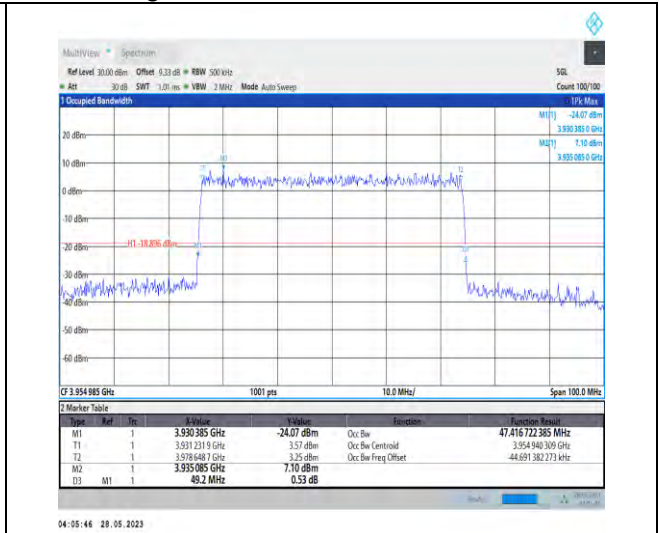 MultiView Spectrum
Ref Level 30.00 dBm Offset 9.33 dB RBW 500 kHz SGL
Att 30 dB SWT 1.01 ms VBW 2 MHz Mode Auto Sweep Count 100/100
1 Occupied Bandwidth 1Pk Max
M1[1] -24.07 dBm
3.930 385 0 GHz
20 dBm
M2[1] 7.10 dBm
3.935 085 0 GHz
10 dBm
T2
0 dBm
-10 dBm
H1 -18.896 dBm
-20 dBm
-30 dBm
-40 dBm
-50 dBm
-60 dBm
CF 3.954 985 GHz 1001 pts 10.0 MHz/ Span 100.0 MHz
2 Marker Table
Type Ref Trc X-Value Y-Value Function Function Result
M1 1 3.930 385 GHz -24.07 dBm Occ Bw 47.416 722 385 MHz
T1 1 3.931 231 9 GHz 3.57 dBm Occ Bw Centroid 3.954 940 309 GHz
T2 1 3.978 648 7 GHz 3.25 dBm Occ Bw Freq Offset -44.691 382 273 kHz
M2 1 3.935 085 GHz 7.10 dBm
D3 M1 1 49.2 MHz 0.53 dB
04:05:46 28.05.2023